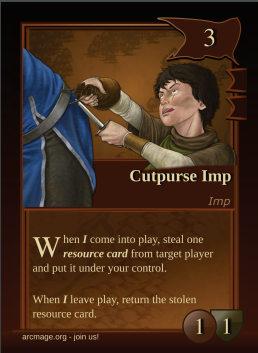 3
Cutpurse Imp
Imp
When I come into play, steal one
resource card from target player
and put it under your control.
When I leave play, return the stolen
resource card.
arcmage.org - join us!
1 1